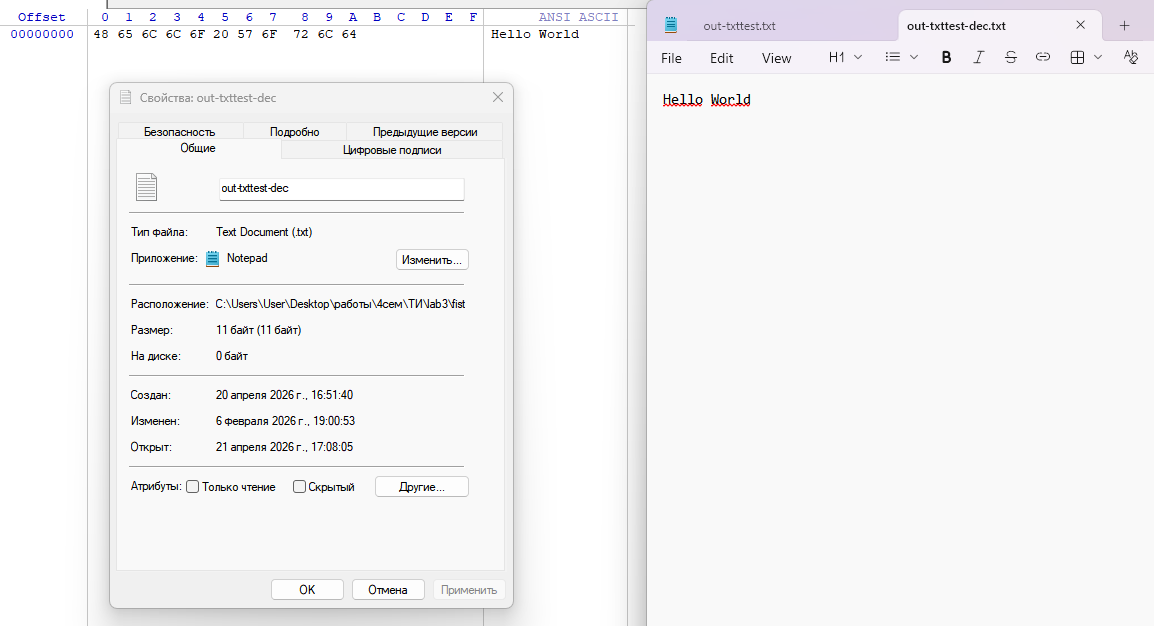 Offset 0 1 2 3 4 5 6 7 8 9 A B C D E F ANSI ASCII
00000000 48 65 6C 6C 6F 20 57 6F 72 6C 64 Hello World
Свойства: out-txttest-dec
Безопасность Подробно Предыдущие версии
Общие Цифровые подписи
out-txttest-dec
Тип файла: Text Document (.txt)
Приложение: Notepad Изменить...
Расположение: C:\Users\User\Desktop\работы\4сем\ТИ\lab3\fist
Размер: 11 байт (11 байт)
На диске: 0 байт
Создан: 20 апреля 2026 г., 16:51:40
Изменен: 6 февраля 2026 г., 19:00:53
Открыт: 21 апреля 2026 г., 17:08:05
Атрибуты: Только чтение Скрытый Другие...
OK Отмена Применить
out-txttest.txt out-txttest-dec.txt
File Edit View H1 B I S
Hello World